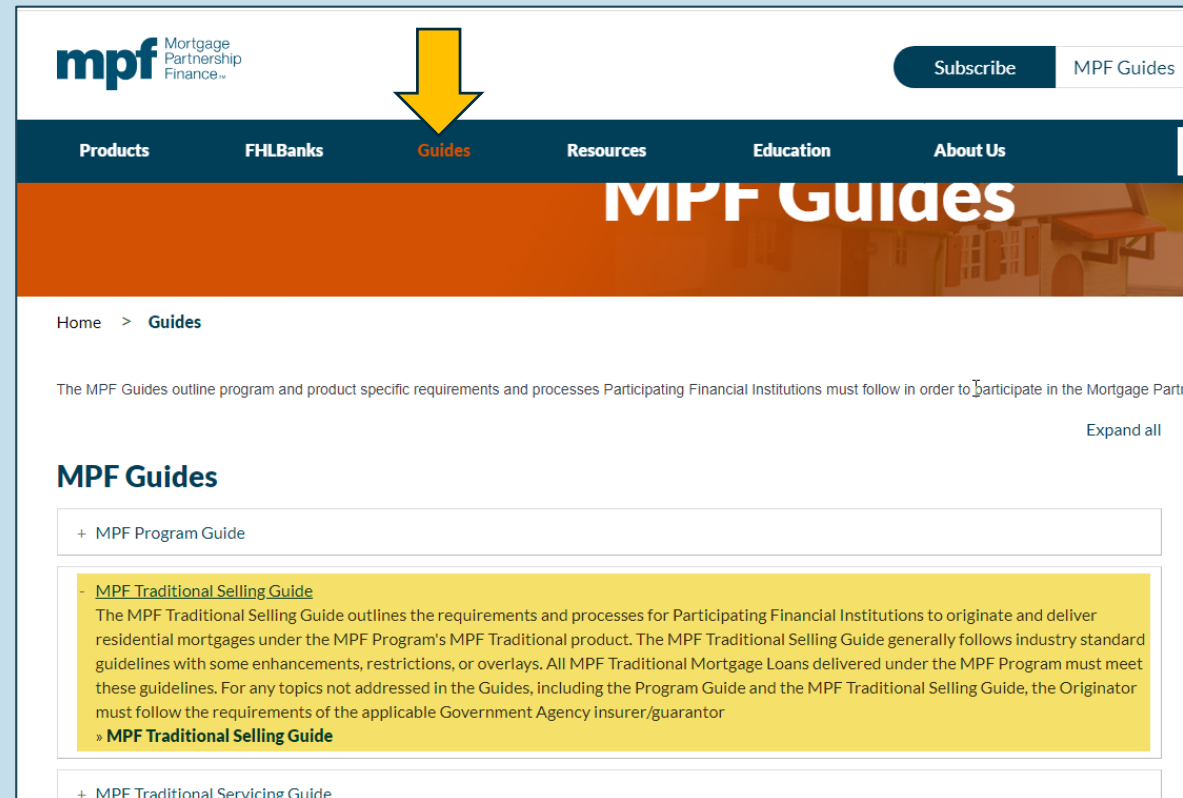 mpf Mortgage
Partnership
Finance℠
Subscribe MPF Guides
Products FHLBanks Guides Resources Education About Us
MPF Guides
Home > Guides
The MPF Guides outline program and product specific requirements and processes Participating Financial Institutions must follow in order to participate in the Mortgage Partn
Expand all
MPF Guides
+ MPF Program Guide
- MPF Traditional Selling Guide
The MPF Traditional Selling Guide outlines the requirements and processes for Participating Financial Institutions to originate and deliver
residential mortgages under the MPF Program's MPF Traditional product. The MPF Traditional Selling Guide generally follows industry standard
guidelines with some enhancements, restrictions, or overlays. All MPF Traditional Mortgage Loans delivered under the MPF Program must meet
these guidelines. For any topics not addressed in the Guides, including the Program Guide and the MPF Traditional Selling Guide, the Originator
must follow the requirements of the applicable Government Agency insurer/guarantor
» MPF Traditional Selling Guide
+ MPF Traditional Servicing Guide